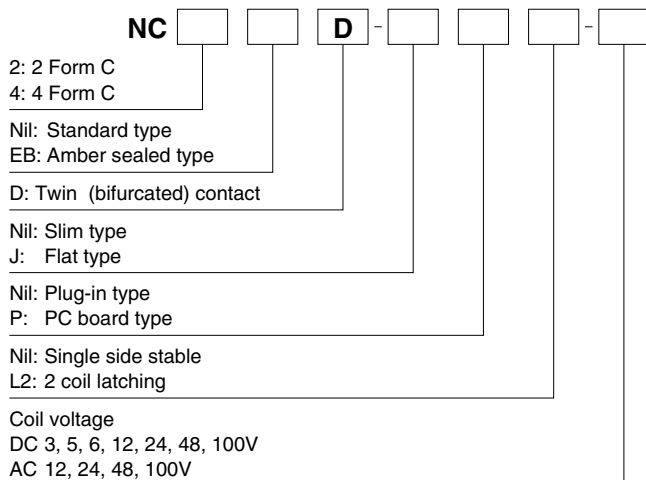 NC D - -
2: 2 Form C
4: 4 Form C
Nil: Standard type
EB: Amber sealed type
D: Twin (bifurcated) contact
Nil: Slim type
J: Flat type
Nil: Plug-in type
P: PC board type
Nil: Single side stable
L2: 2 coil latching
Coil voltage
DC 3, 5, 6, 12, 24, 48, 100V
AC 12, 24, 48, 100V